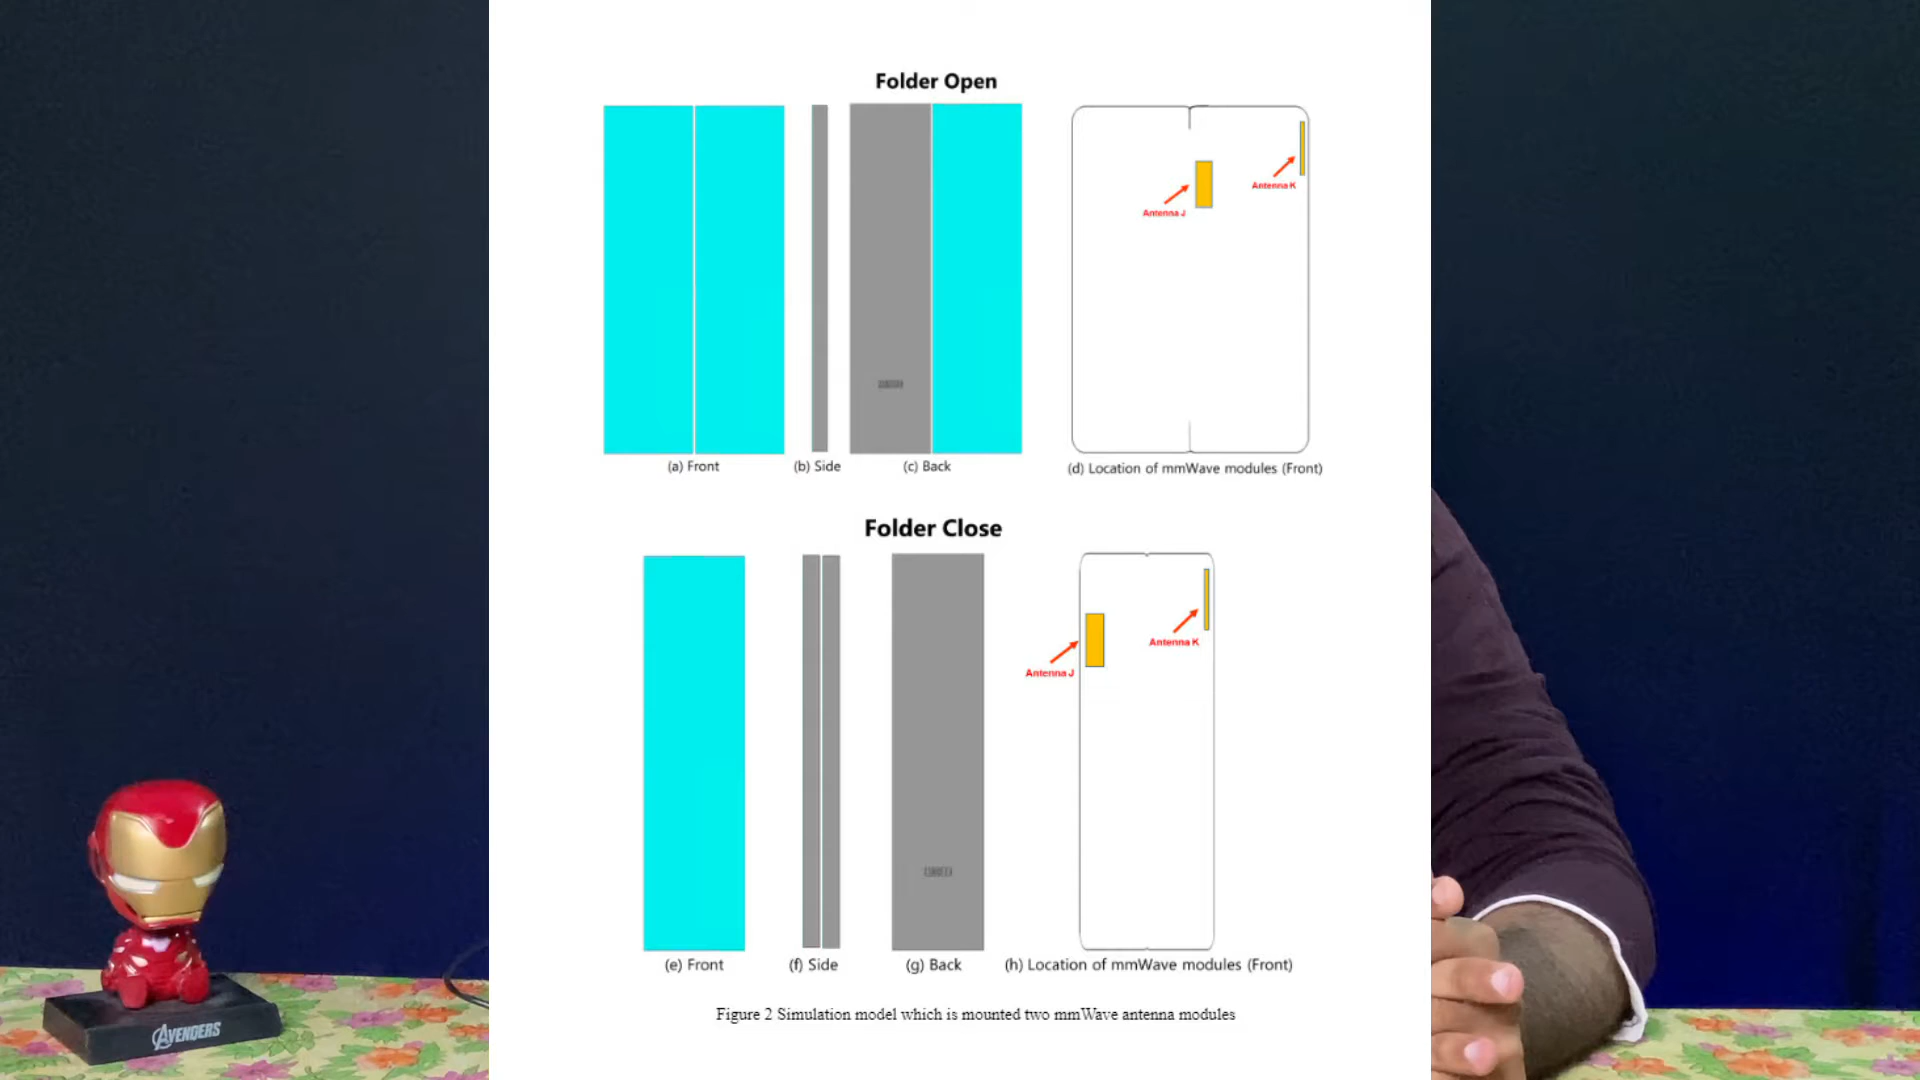 Folder Open
Antenna K
Antenna J
(a) Front
(b) Side
(c) Back
(d) Location of mmWave modules (Front)
Folder Close
Antenna K
Antenna J
(e) Front
(f) Side
(g) Back
(h) Location of mmWave modules (Front)
Figure 2 Simulation model which is mounted two mmWave antenna modules
AVENGERS